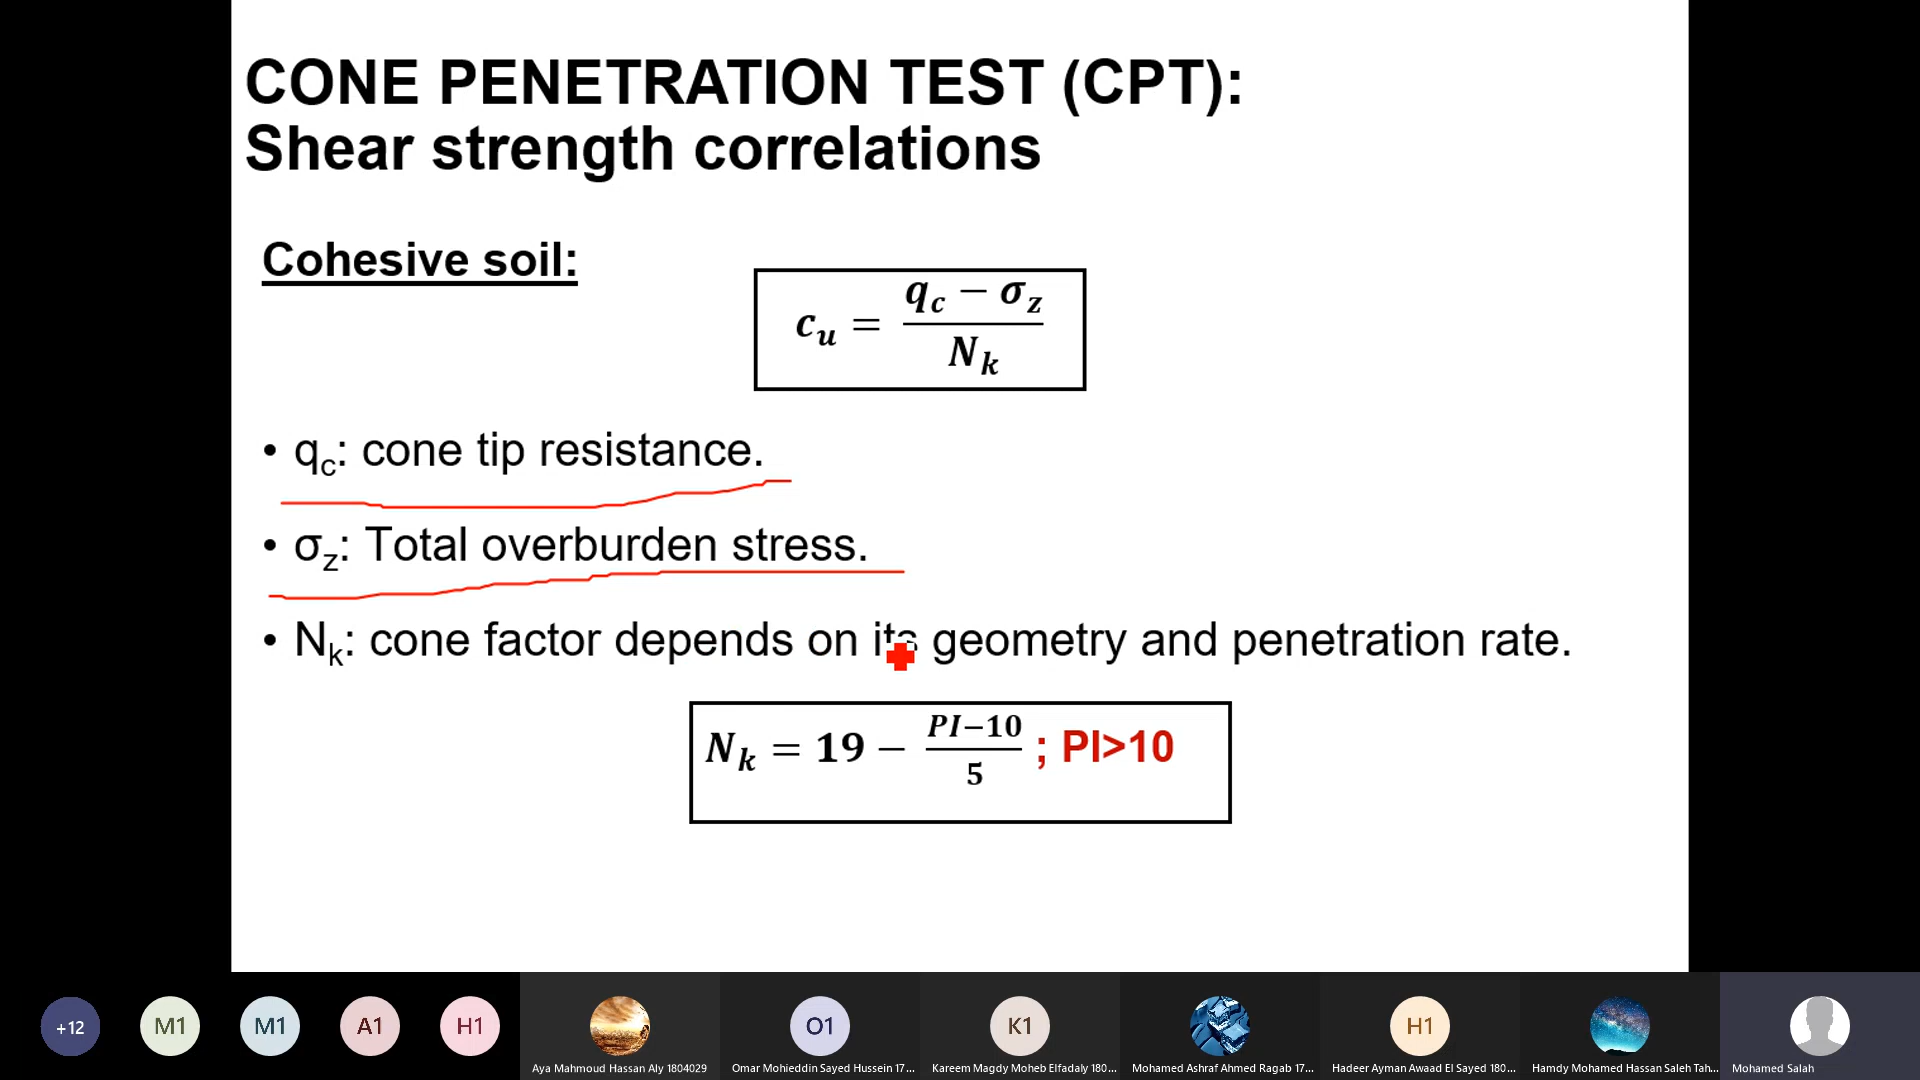 CONE PENETRATION TEST (CPT):
Shear strength correlations
Cohesive soil:
c_u = (q_c − σ_z) / N_k
• q_c: cone tip resistance.
• σ_z: Total overburden stress.
• N_k: cone factor depends on its geometry and penetration rate.
N_k = 19 − (PI−10) / 5 ; PI>10
+12
M1
M1
A1
H1
O1
K1
H1
Aya Mahmoud Hassan Aly 1804029
Omar Mohieddin Sayed Hussein 17...
Kareem Magdy Moheb Elfadaly 180...
Mohamed Ashraf Ahmed Ragab 17...
Hadeer Ayman Awaad El Sayed 180...
Hamdy Mohamed Hassan Saleh Tah...
Mohamed Salah